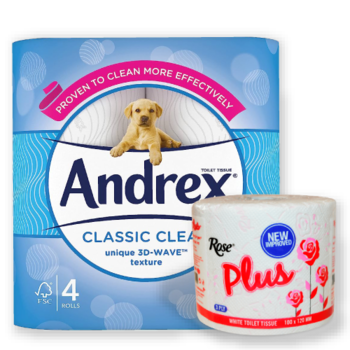 PROVEN TO CLEAN MORE EFFECTIVELY
TOILET TISSUE
Andrex®
CLASSIC CLEA
unique 3D-WAVE™
texture
FSC
4
ROLLS
Rose®
Plus
NEW
IMPROVED
WHITE TOILET TISSUE